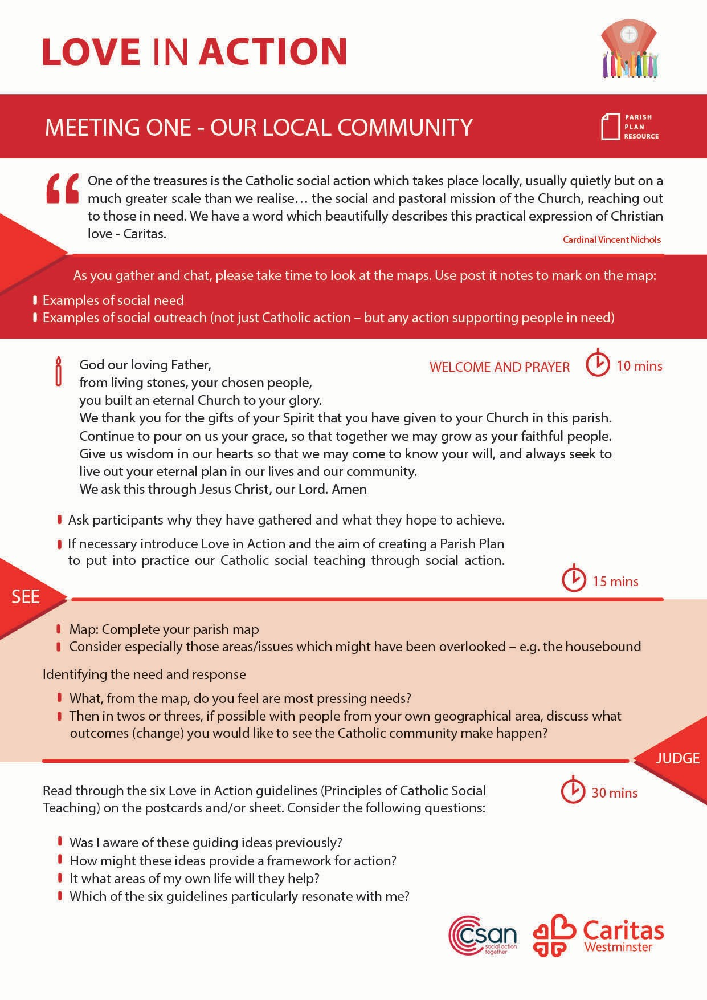 LOVE IN ACTION
MEETING ONE - OUR LOCAL COMMUNITY
PARISH
PLAN
RESOURCE
“
One of the treasures is the Catholic social action which takes place locally, usually quietly but on a
much greater scale than we realise… the social and pastoral mission of the Church, reaching out
to those in need. We have a word which beautifully describes this practical expression of Christian
love - Caritas.
Cardinal Vincent Nichols
As you gather and chat, please take time to look at the maps. Use post it notes to mark on the map:
Examples of social need
Examples of social outreach (not just Catholic action – but any action supporting people in need)
WELCOME AND PRAYER 10 mins
God our loving Father,
from living stones, your chosen people,
you built an eternal Church to your glory.
We thank you for the gifts of your Spirit that you have given to your Church in this parish.
Continue to pour on us your grace, so that together we may grow as your faithful people.
Give us wisdom in our hearts so that we may come to know your will, and always seek to
live out your eternal plan in our lives and our community.
We ask this through Jesus Christ, our Lord. Amen
Ask participants why they have gathered and what they hope to achieve.
If necessary introduce Love in Action and the aim of creating a Parish Plan
to put into practice our Catholic social teaching through social action.
15 mins
SEE
Map: Complete your parish map
Consider especially those areas/issues which might have been overlooked – e.g. the housebound
Identifying the need and response
What, from the map, do you feel are most pressing needs?
Then in twos or threes, if possible with people from your own geographical area, discuss what
outcomes (change) you would like to see the Catholic community make happen?
JUDGE
30 mins
Read through the six Love in Action guidelines (Principles of Catholic Social
Teaching) on the postcards and/or sheet. Consider the following questions:
Was I aware of these guiding ideas previously?
How might these ideas provide a framework for action?
It what areas of my own life will they help?
Which of the six guidelines particularly resonate with me?
csan
social action
together
Caritas
Westminster